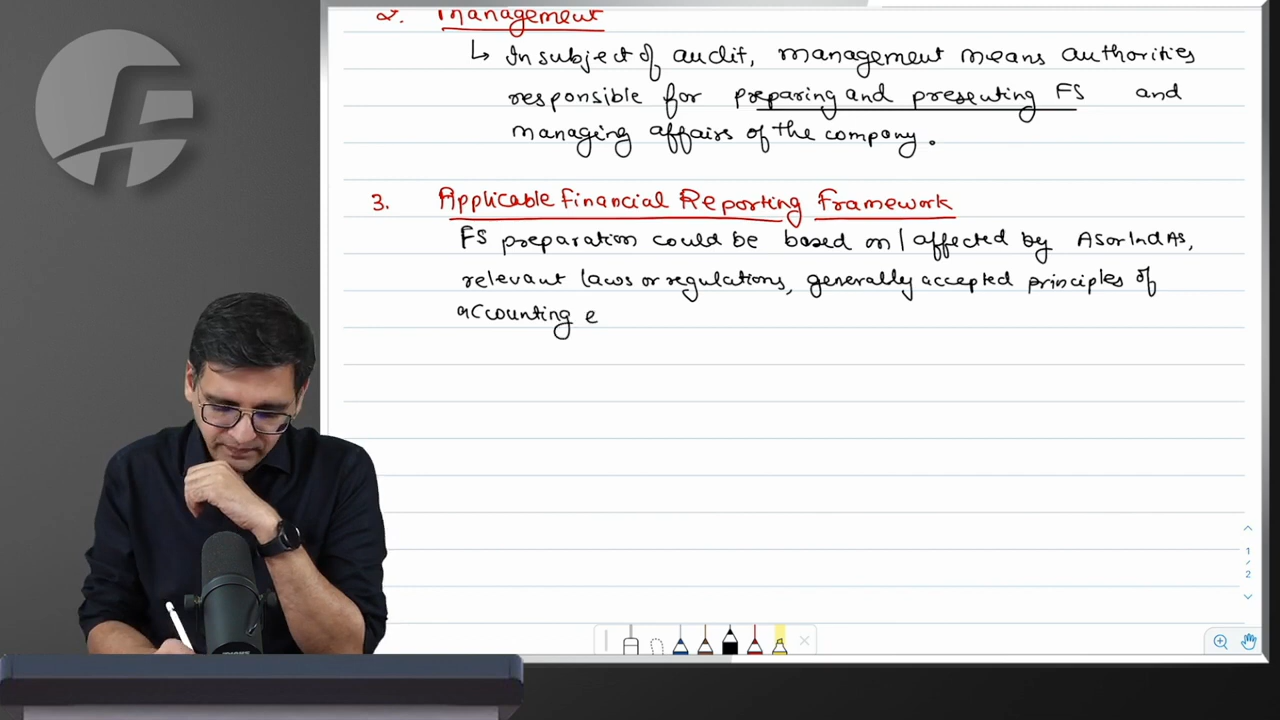 2. Management
↳ In subject of audit, management means authorities
responsible for preparing and presenting FS and
managing affairs of the company.
3. Applicable Financial Reporting Framework
FS preparation could be based on / affected by AS or Ind AS,
relevant laws or regulations, generally accepted principles of
accounting e
1
2